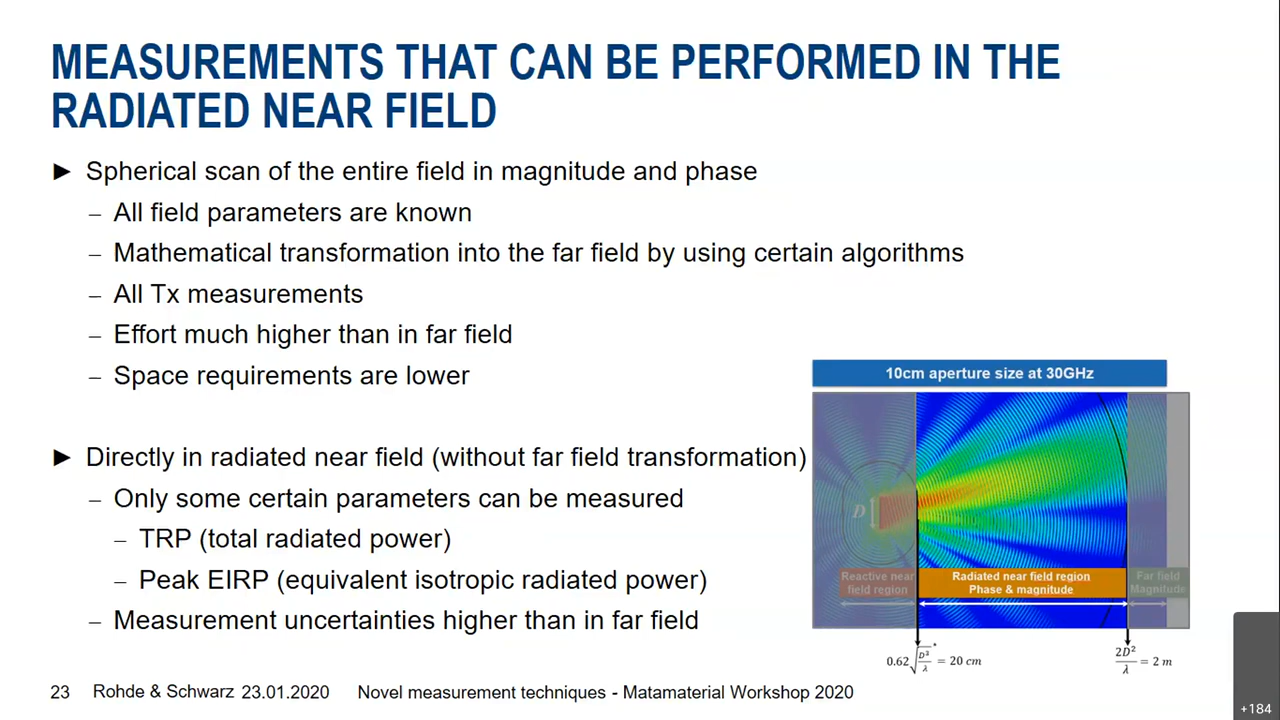 MEASUREMENTS THAT CAN BE PERFORMED IN THE
RADIATED NEAR FIELD
► Spherical scan of the entire field in magnitude and phase
– All field parameters are known
– Mathematical transformation into the far field by using certain algorithms
– All Tx measurements
– Effort much higher than in far field
– Space requirements are lower
► Directly in radiated near field (without far field transformation)
– Only some certain parameters can be measured
– TRP (total radiated power)
– Peak EIRP (equivalent isotropic radiated power)
– Measurement uncertainties higher than in far field
10cm aperture size at 30GHz
D
Reactive near
field region
Radiated near field region
Phase & magnitude
Far field
Magnitude
0.62√(D³/λ)* = 20 cm
2D²/λ = 2 m
23 Rohde & Schwarz 23.01.2020 Novel measurement techniques - Matamaterial Workshop 2020
+184